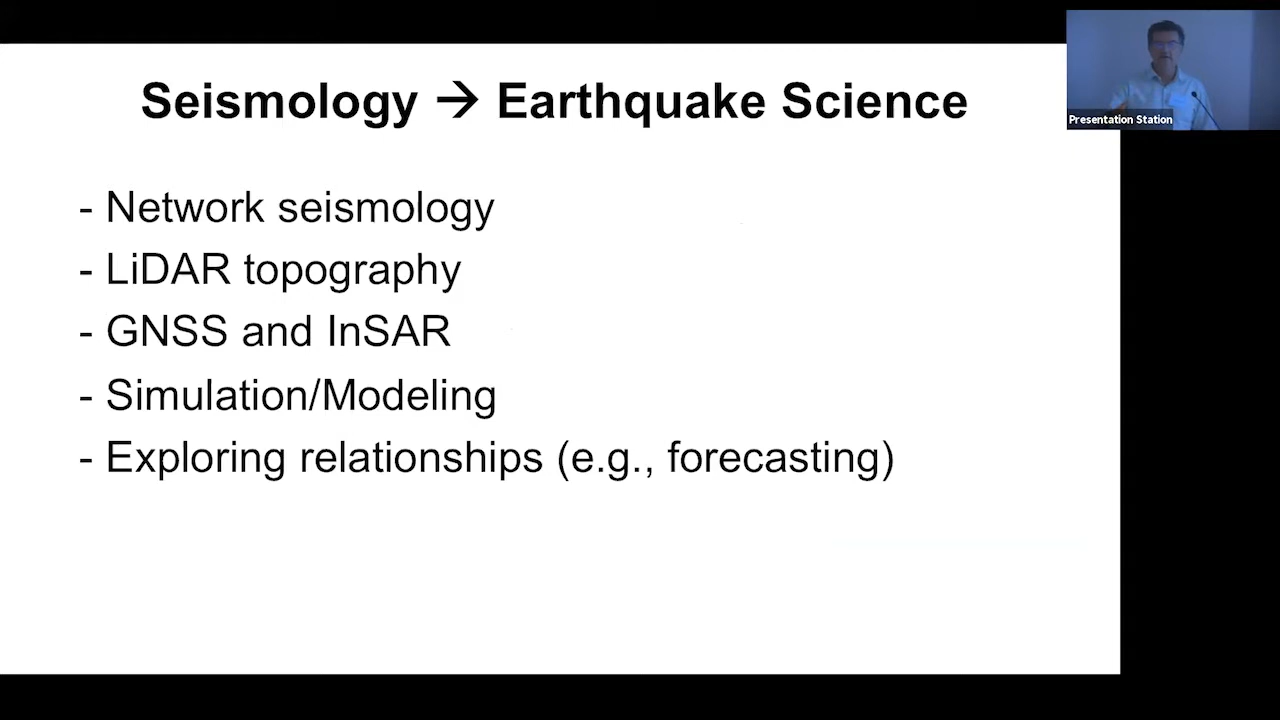 Seismology → Earthquake Science
- Network seismology
- LiDAR topography
- GNSS and InSAR
- Simulation/Modeling
- Exploring relationships (e.g., forecasting)
Presentation Station